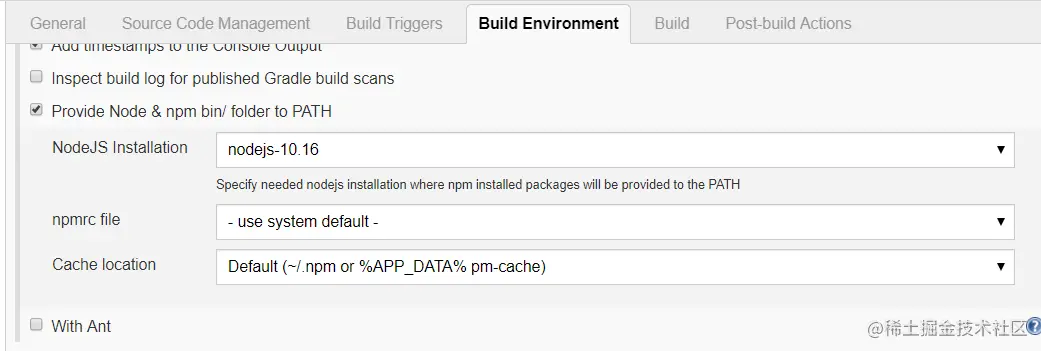 General Source Code Management Build Triggers Build Environment Build Post-build Actions
Add timestamps to the Console Output
Inspect build log for published Gradle build scans
Provide Node & npm bin/ folder to PATH
NodeJS Installation nodejs-10.16
Specify needed nodejs installation where npm installed packages will be provided to the PATH
npmrc file - use system default -
Cache location Default (~/.npm or %APP_DATA% pm-cache)
With Ant
@稀土掘金技术社区